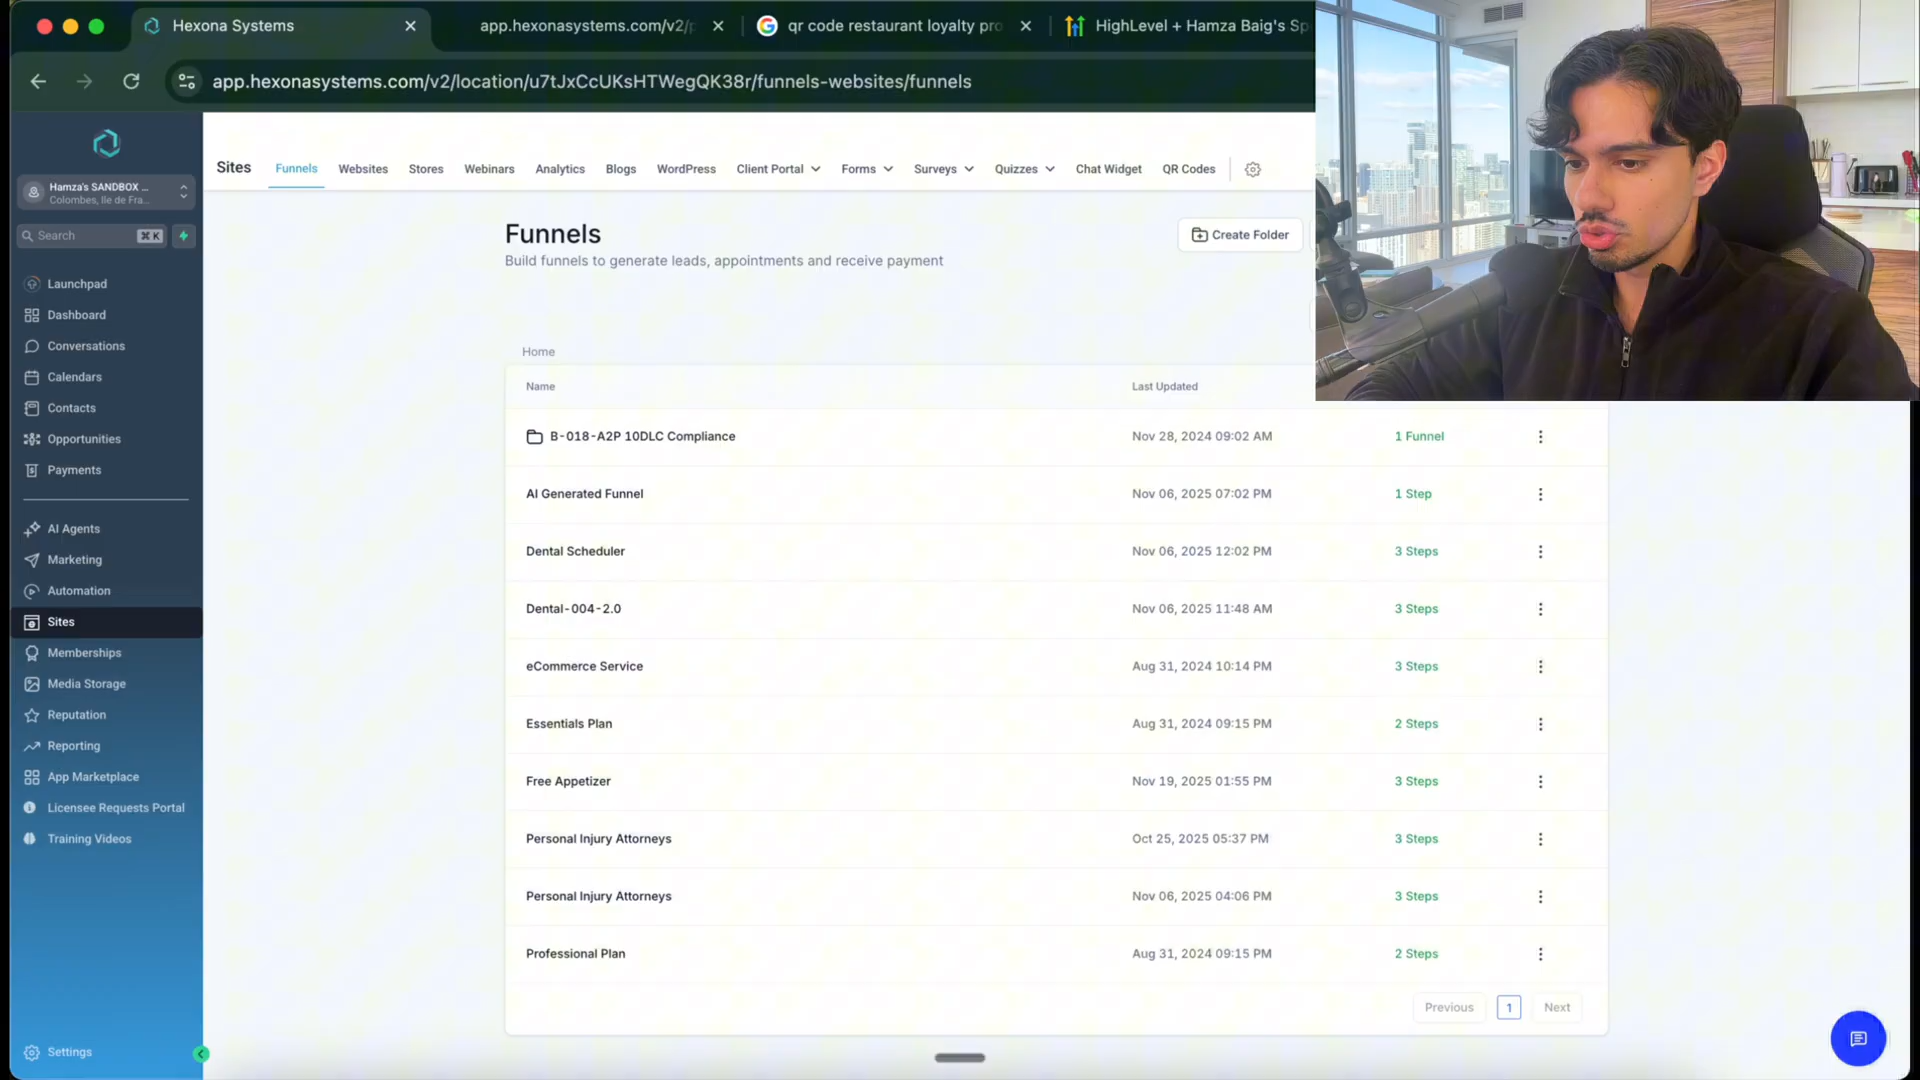 Hexona Systems
app.hexonasystems.com/v2/p
qr code restaurant loyalty pro
HighLevel + Hamza Baig's Sp
app.hexonasystems.com/v2/location/u7tJxCcUKsHTWegQK38r/funnels-websites/funnels
Hamza's SANDBOX ...
Colombes, Ile de Fra...
Search
⌘ K
Launchpad
Dashboard
Conversations
Calendars
Contacts
Opportunities
Payments
AI Agents
Marketing
Automation
Sites
Memberships
Media Storage
Reputation
Reporting
App Marketplace
Licensee Requests Portal
Training Videos
Settings
Sites Funnels Websites Stores Webinars Analytics Blogs WordPress Client Portal Forms Surveys Quizzes Chat Widget QR Codes
Funnels
Build funnels to generate leads, appointments and receive payment
Create Folder
Home
Name Last Updated
B-018-A2P 10DLC Compliance Nov 28, 2024 09:02 AM 1 Funnel
AI Generated Funnel Nov 06, 2025 07:02 PM 1 Step
Dental Scheduler Nov 06, 2025 12:02 PM 3 Steps
Dental-004-2.0 Nov 06, 2025 11:48 AM 3 Steps
eCommerce Service Aug 31, 2024 10:14 PM 3 Steps
Essentials Plan Aug 31, 2024 09:15 PM 2 Steps
Free Appetizer Nov 19, 2025 01:55 PM 3 Steps
Personal Injury Attorneys Oct 25, 2025 05:37 PM 3 Steps
Personal Injury Attorneys Nov 06, 2025 04:06 PM 3 Steps
Professional Plan Aug 31, 2024 09:15 PM 2 Steps
Previous 1 Next